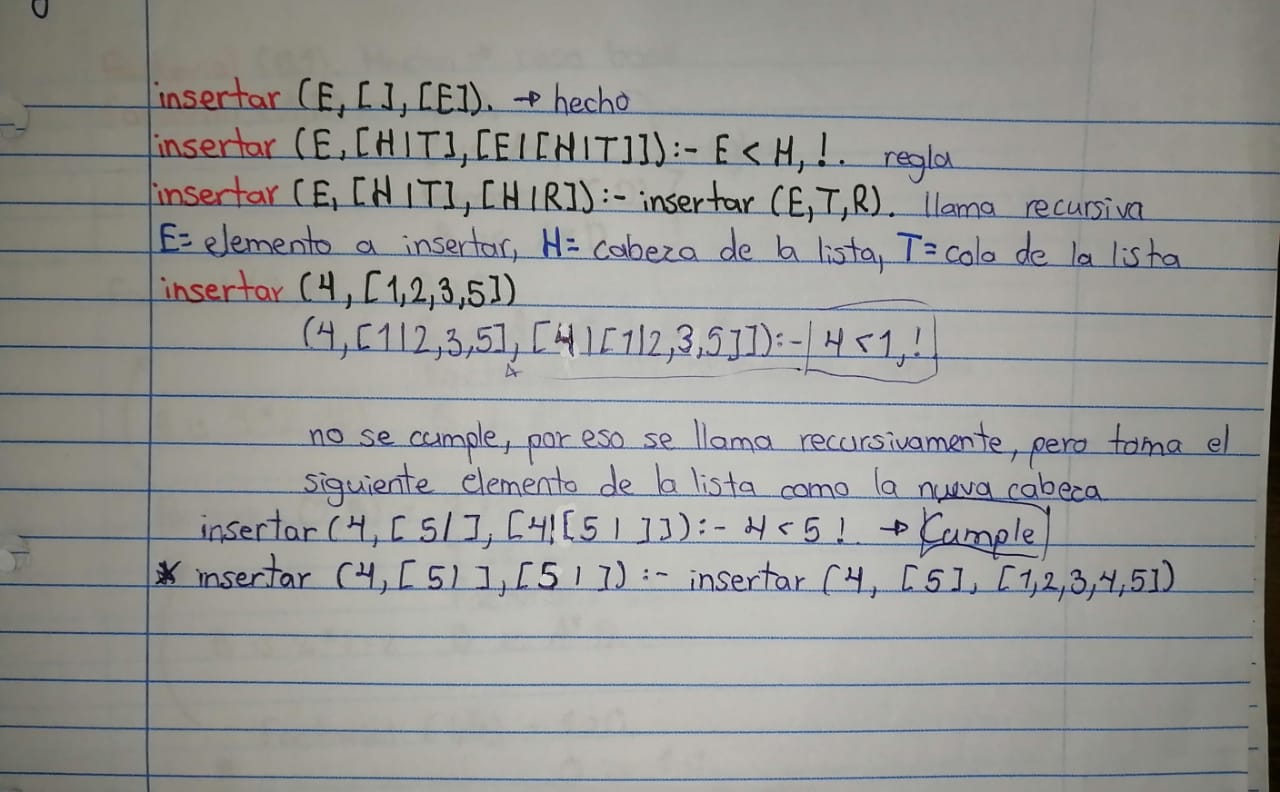 insertar (E, [ ], [E]). → hecho
insertar (E, [H|T], [E|[H|T]]):- E < H, !. regla
insertar (E, [H|T], [H|R]):- insertar (E, T, R). llama recursiva
E= elemento a insertar, H= cabeza de la lista, T= cola de la lista
insertar (4, [1,2,3,5])
(4, [1|2,3,5], [4|[1|2,3,5]]):- 4 < 1, !
no se cumple, por eso se llama recursivamente, pero toma el
siguiente elemento de la lista como la nueva cabeca
insertar (4, [5|], [4|[5|]]):- 4 < 5 ! → Cumple
* insertar (4, [5|], [5|]) :- insertar (4, [5], [1,2,3,4,5])